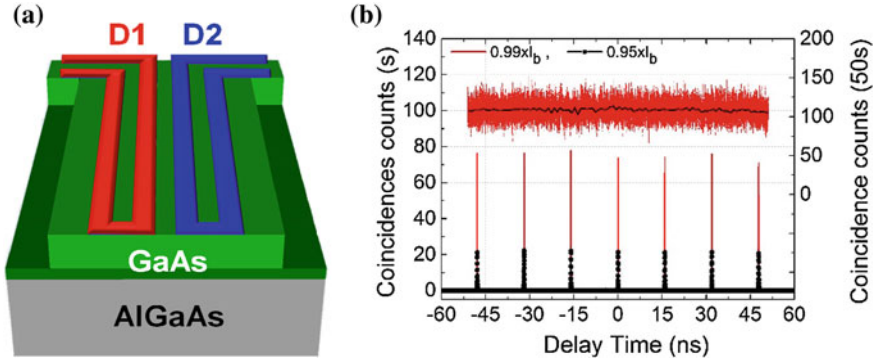 (a)
D1 D2
GaAs
AlGaAs
(b)
0.99xI_b , 0.95xI_b
Coincidences counts (s)
140
120
100
80
60
40
20
0
200
150
100
50
0
Coincidence counts (50s)
-60 -45 -30 -15 0 15 30 45 60
Delay Time (ns)